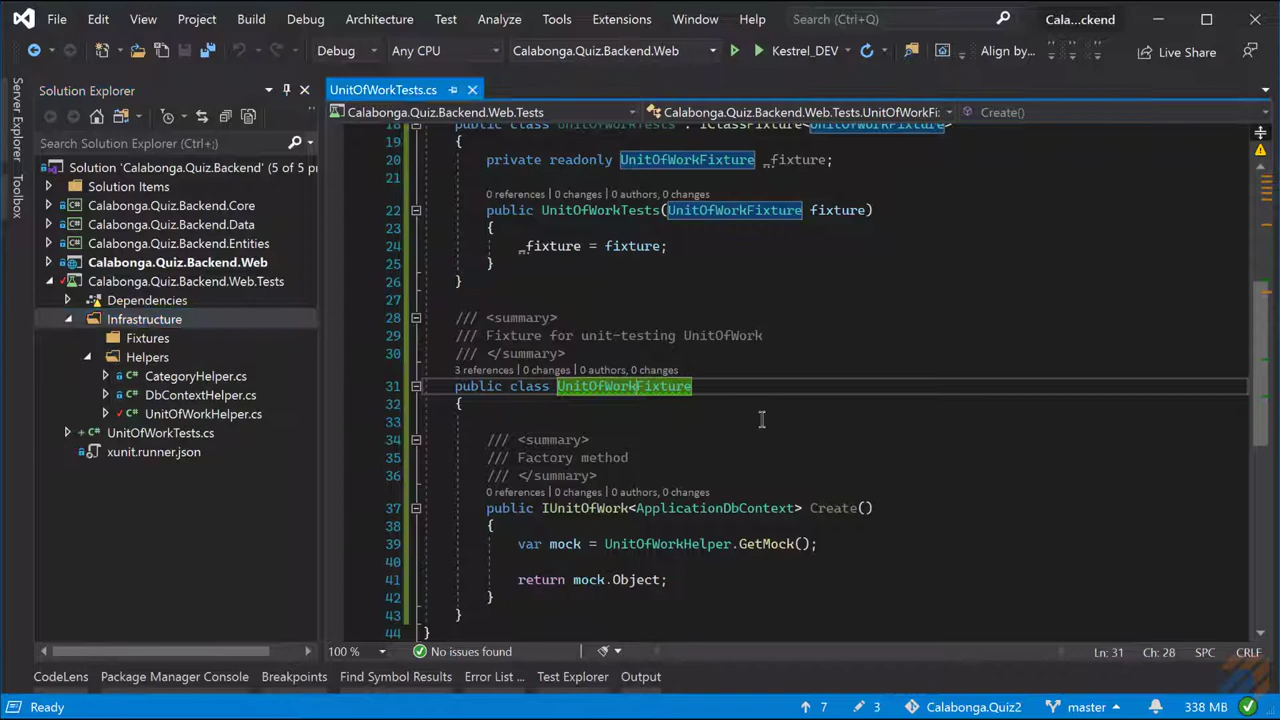 File Edit View Project Build Debug Architecture Test Analyze Tools Extensions Window Help Search (Ctrl+Q) Cala...ckend
Debug Any CPU Calabonga.Quiz.Backend.Web Kestrel_DEV Align by... Live Share
Server Explorer
Toolbox
Solution Explorer
Search Solution Explorer (Ctrl+;)
Solution 'Calabonga.Quiz.Backend' (5 of 5 pr
Solution Items
Calabonga.Quiz.Backend.Core
Calabonga.Quiz.Backend.Data
Calabonga.Quiz.Backend.Entities
Calabonga.Quiz.Backend.Web
Calabonga.Quiz.Backend.Web.Tests
Dependencies
Infrastructure
Fixtures
Helpers
CategoryHelper.cs
DbContextHelper.cs
UnitOfWorkHelper.cs
UnitOfWorkTests.cs
xunit.runner.json
UnitOfWorkTests.cs
Calabonga.Quiz.Backend.Web.Tests Calabonga.Quiz.Backend.Web.Tests.UnitOfWorkFi: Create()
18 public class UnitOfWorkTests : IClassFixture<UnitOfWorkFixture>
19 {
20 private readonly UnitOfWorkFixture _fixture;
21
0 references | 0 changes | 0 authors, 0 changes
22 public UnitOfWorkTests(UnitOfWorkFixture fixture)
23 {
24 _fixture = fixture;
25 }
26 }
27
28 /// <summary>
29 /// Fixture for unit-testing UnitOfWork
30 /// </summary>
3 references | 0 changes | 0 authors, 0 changes
31 public class UnitOfWorkFixture
32 {
33
34 /// <summary>
35 /// Factory method
36 /// </summary>
0 references | 0 changes | 0 authors, 0 changes
37 public IUnitOfWork<ApplicationDbContext> Create()
38 {
39 var mock = UnitOfWorkHelper.GetMock();
40
41 return mock.Object;
42 }
43 }
44 }
100 % No issues found Ln: 31 Ch: 28 SPC CRLF
CodeLens Package Manager Console Breakpoints Find Symbol Results Error List ... Test Explorer Output
Ready 7 3 Calabonga.Quiz2 master 338 MB